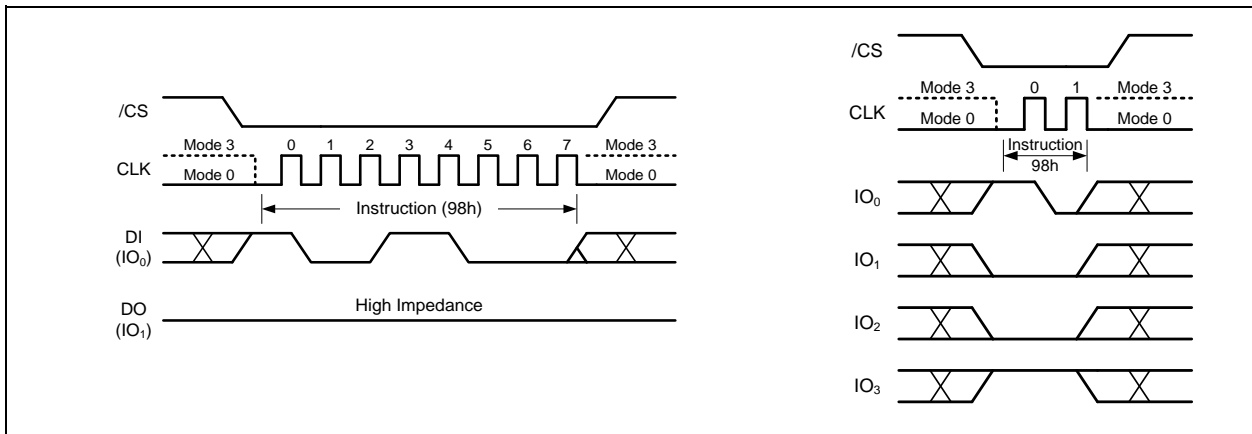 /CS
Mode 3 0 1 2 3 4 5 6 7 Mode 3
CLK
Mode 0 Mode 0
Instruction (98h)
DI
(IO0)
High Impedance
DO
(IO1)
/CS
Mode 3 0 1 Mode 3
CLK
Mode 0 Mode 0
Instruction
98h
IO0
IO1
IO2
IO3